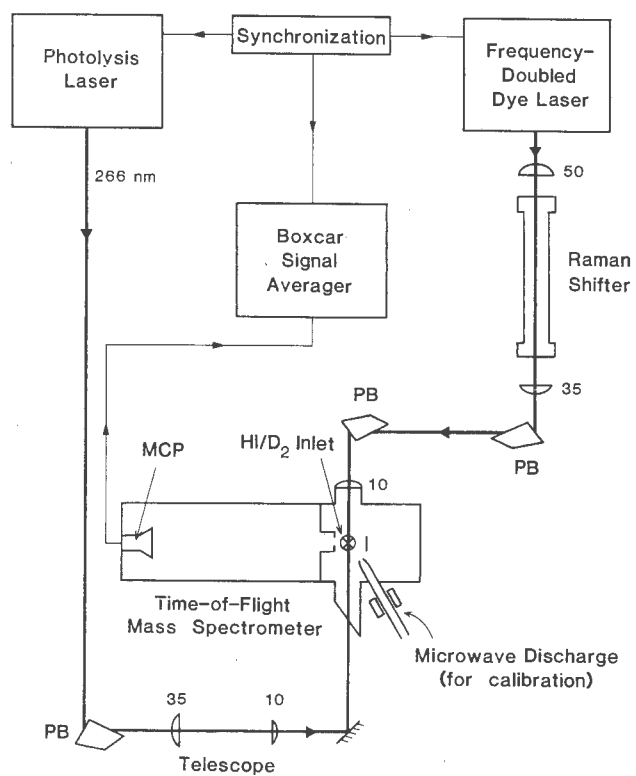 Photolysis
Laser
Synchronization
Frequency-
Doubled
Dye Laser
266 nm
50
Boxcar
Signal
Averager
Raman
Shifter
35
PB
PB
MCP
HI/D2 Inlet
10
Time-of-Flight
Mass Spectrometer
Microwave Discharge
(for calibration)
35
10
PB
Telescope